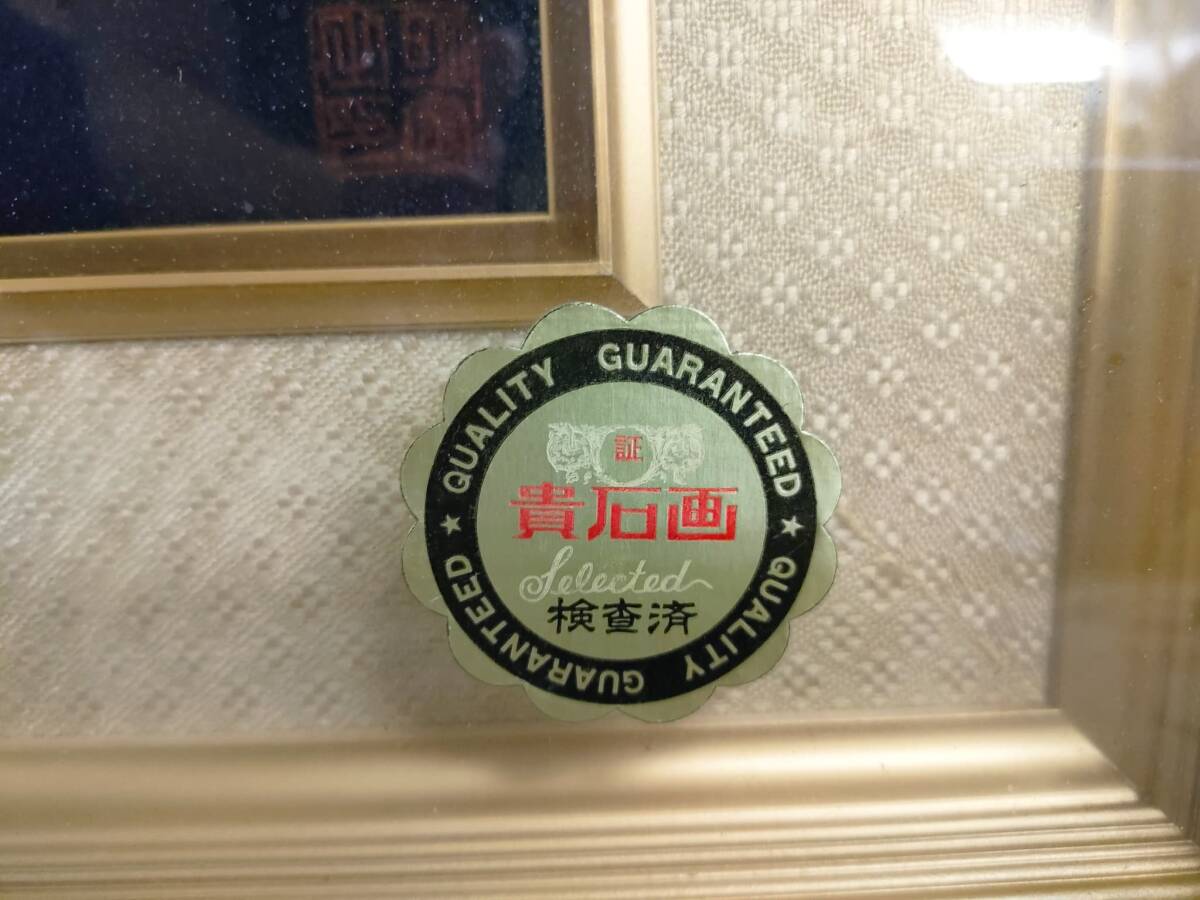 QUALITY GUARANTEED
証
貴石画
Selected
検査済
QUALITY GUARANTEED